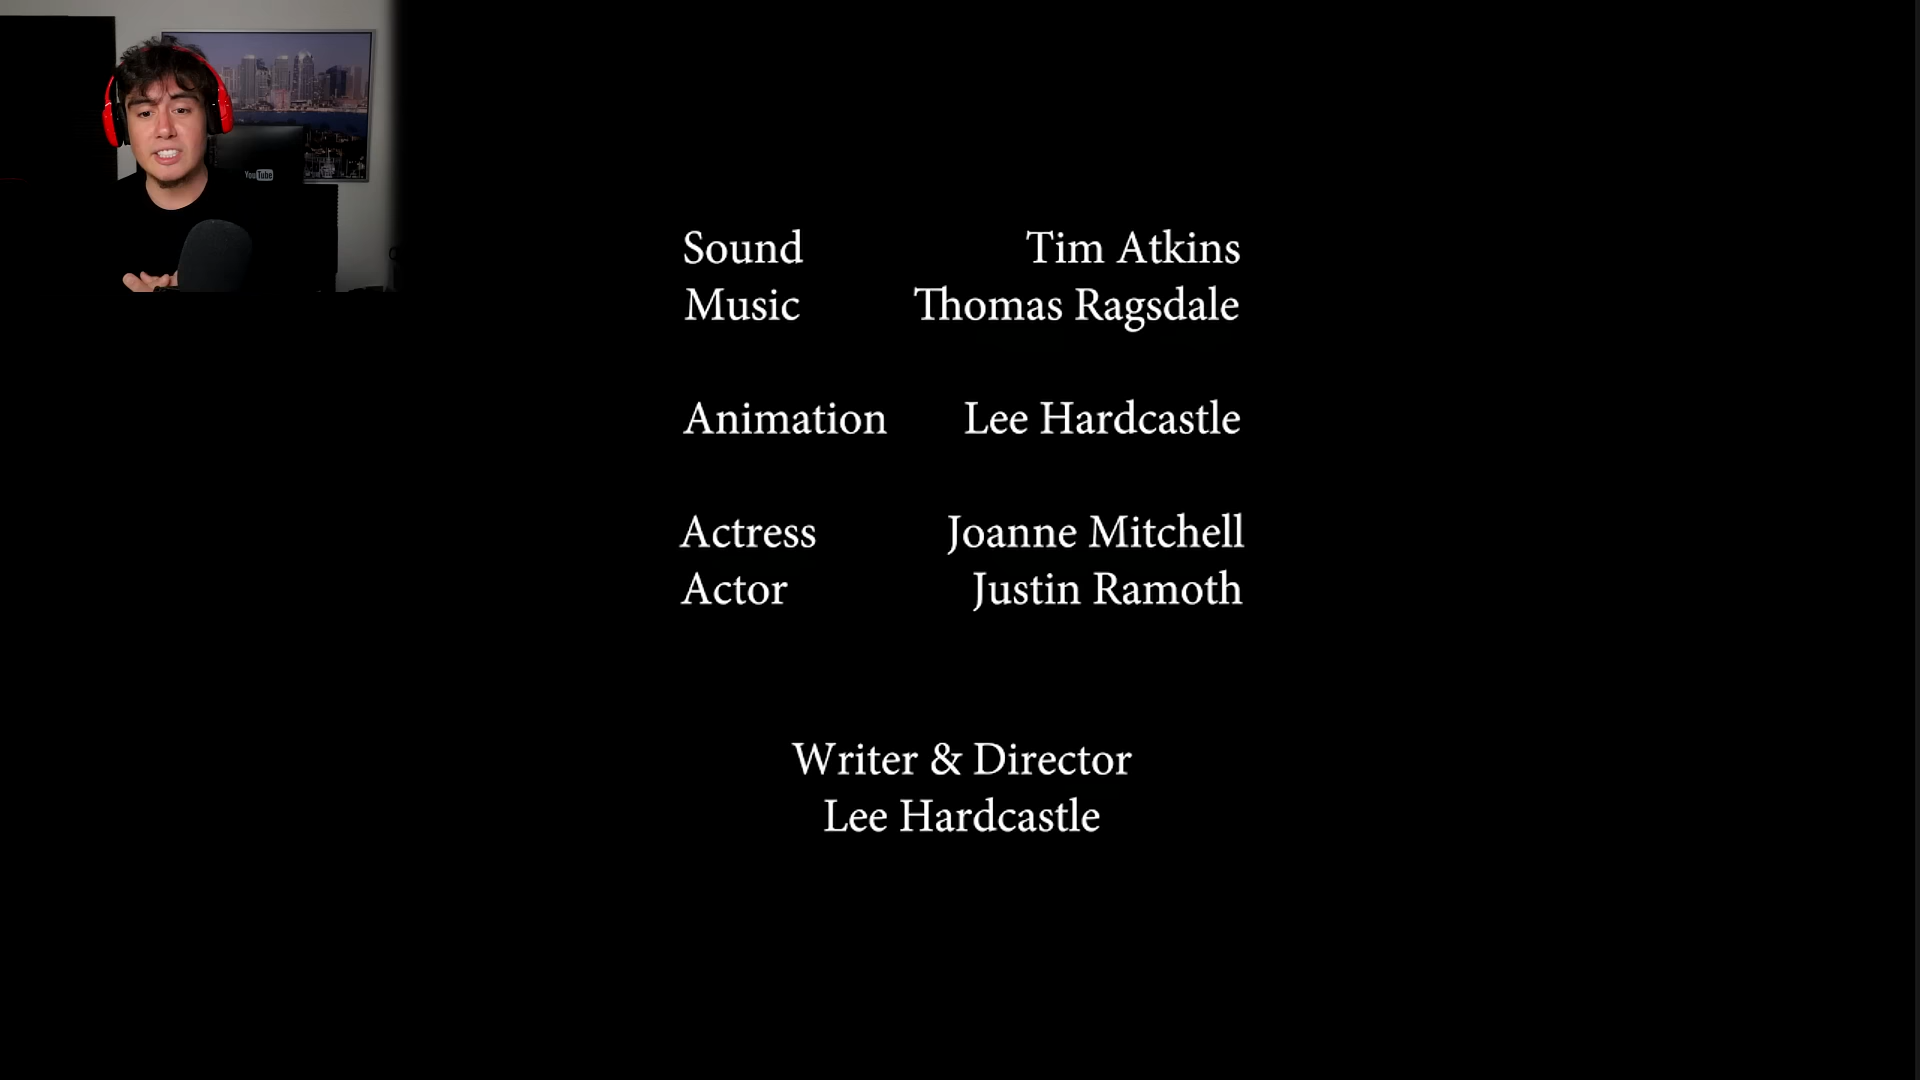 YouTube
Sound Tim Atkins
Music Thomas Ragsdale
Animation Lee Hardcastle
Actress Joanne Mitchell
Actor Justin Ramoth
Writer & Director
Lee Hardcastle